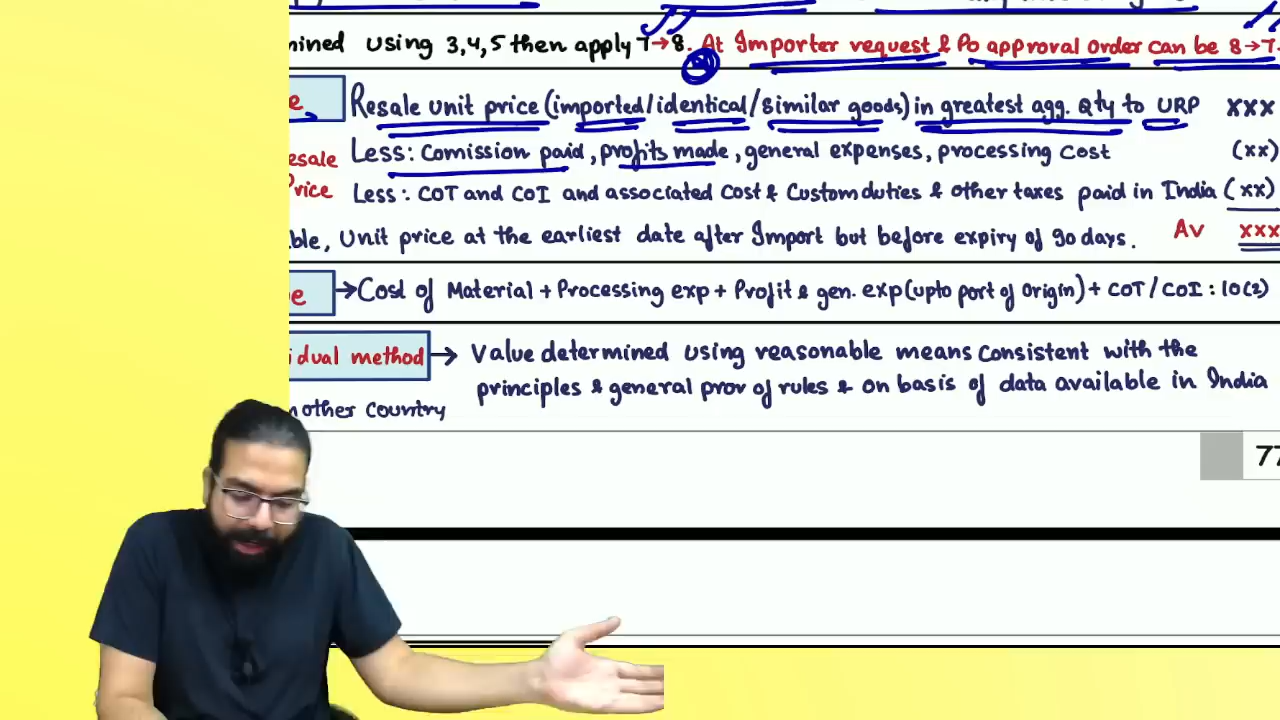 mined using 3,4,5 then apply 7→8. At Importer request & Po approval order can be 8→7.
e Resale unit price (imported/identical/similar goods) in greatest agg. Qty to URP xxx
esale Less: Comission paid, profits made, general expenses, processing cost (xx)
Price Less: COT and COI and associated cost & Custom duties & other taxes paid in India (xx)
ble, Unit price at the earliest date after Import but before expiry of 90 days. Av xxx
e →Cost of Material + Processing exp + Profit & gen. exp (upto port of origin) + COT/COI : 10(2)
idual method → Value determined using reasonable means consistent with the
principles & general prov of rules & on basis of data available in India
nother country
77